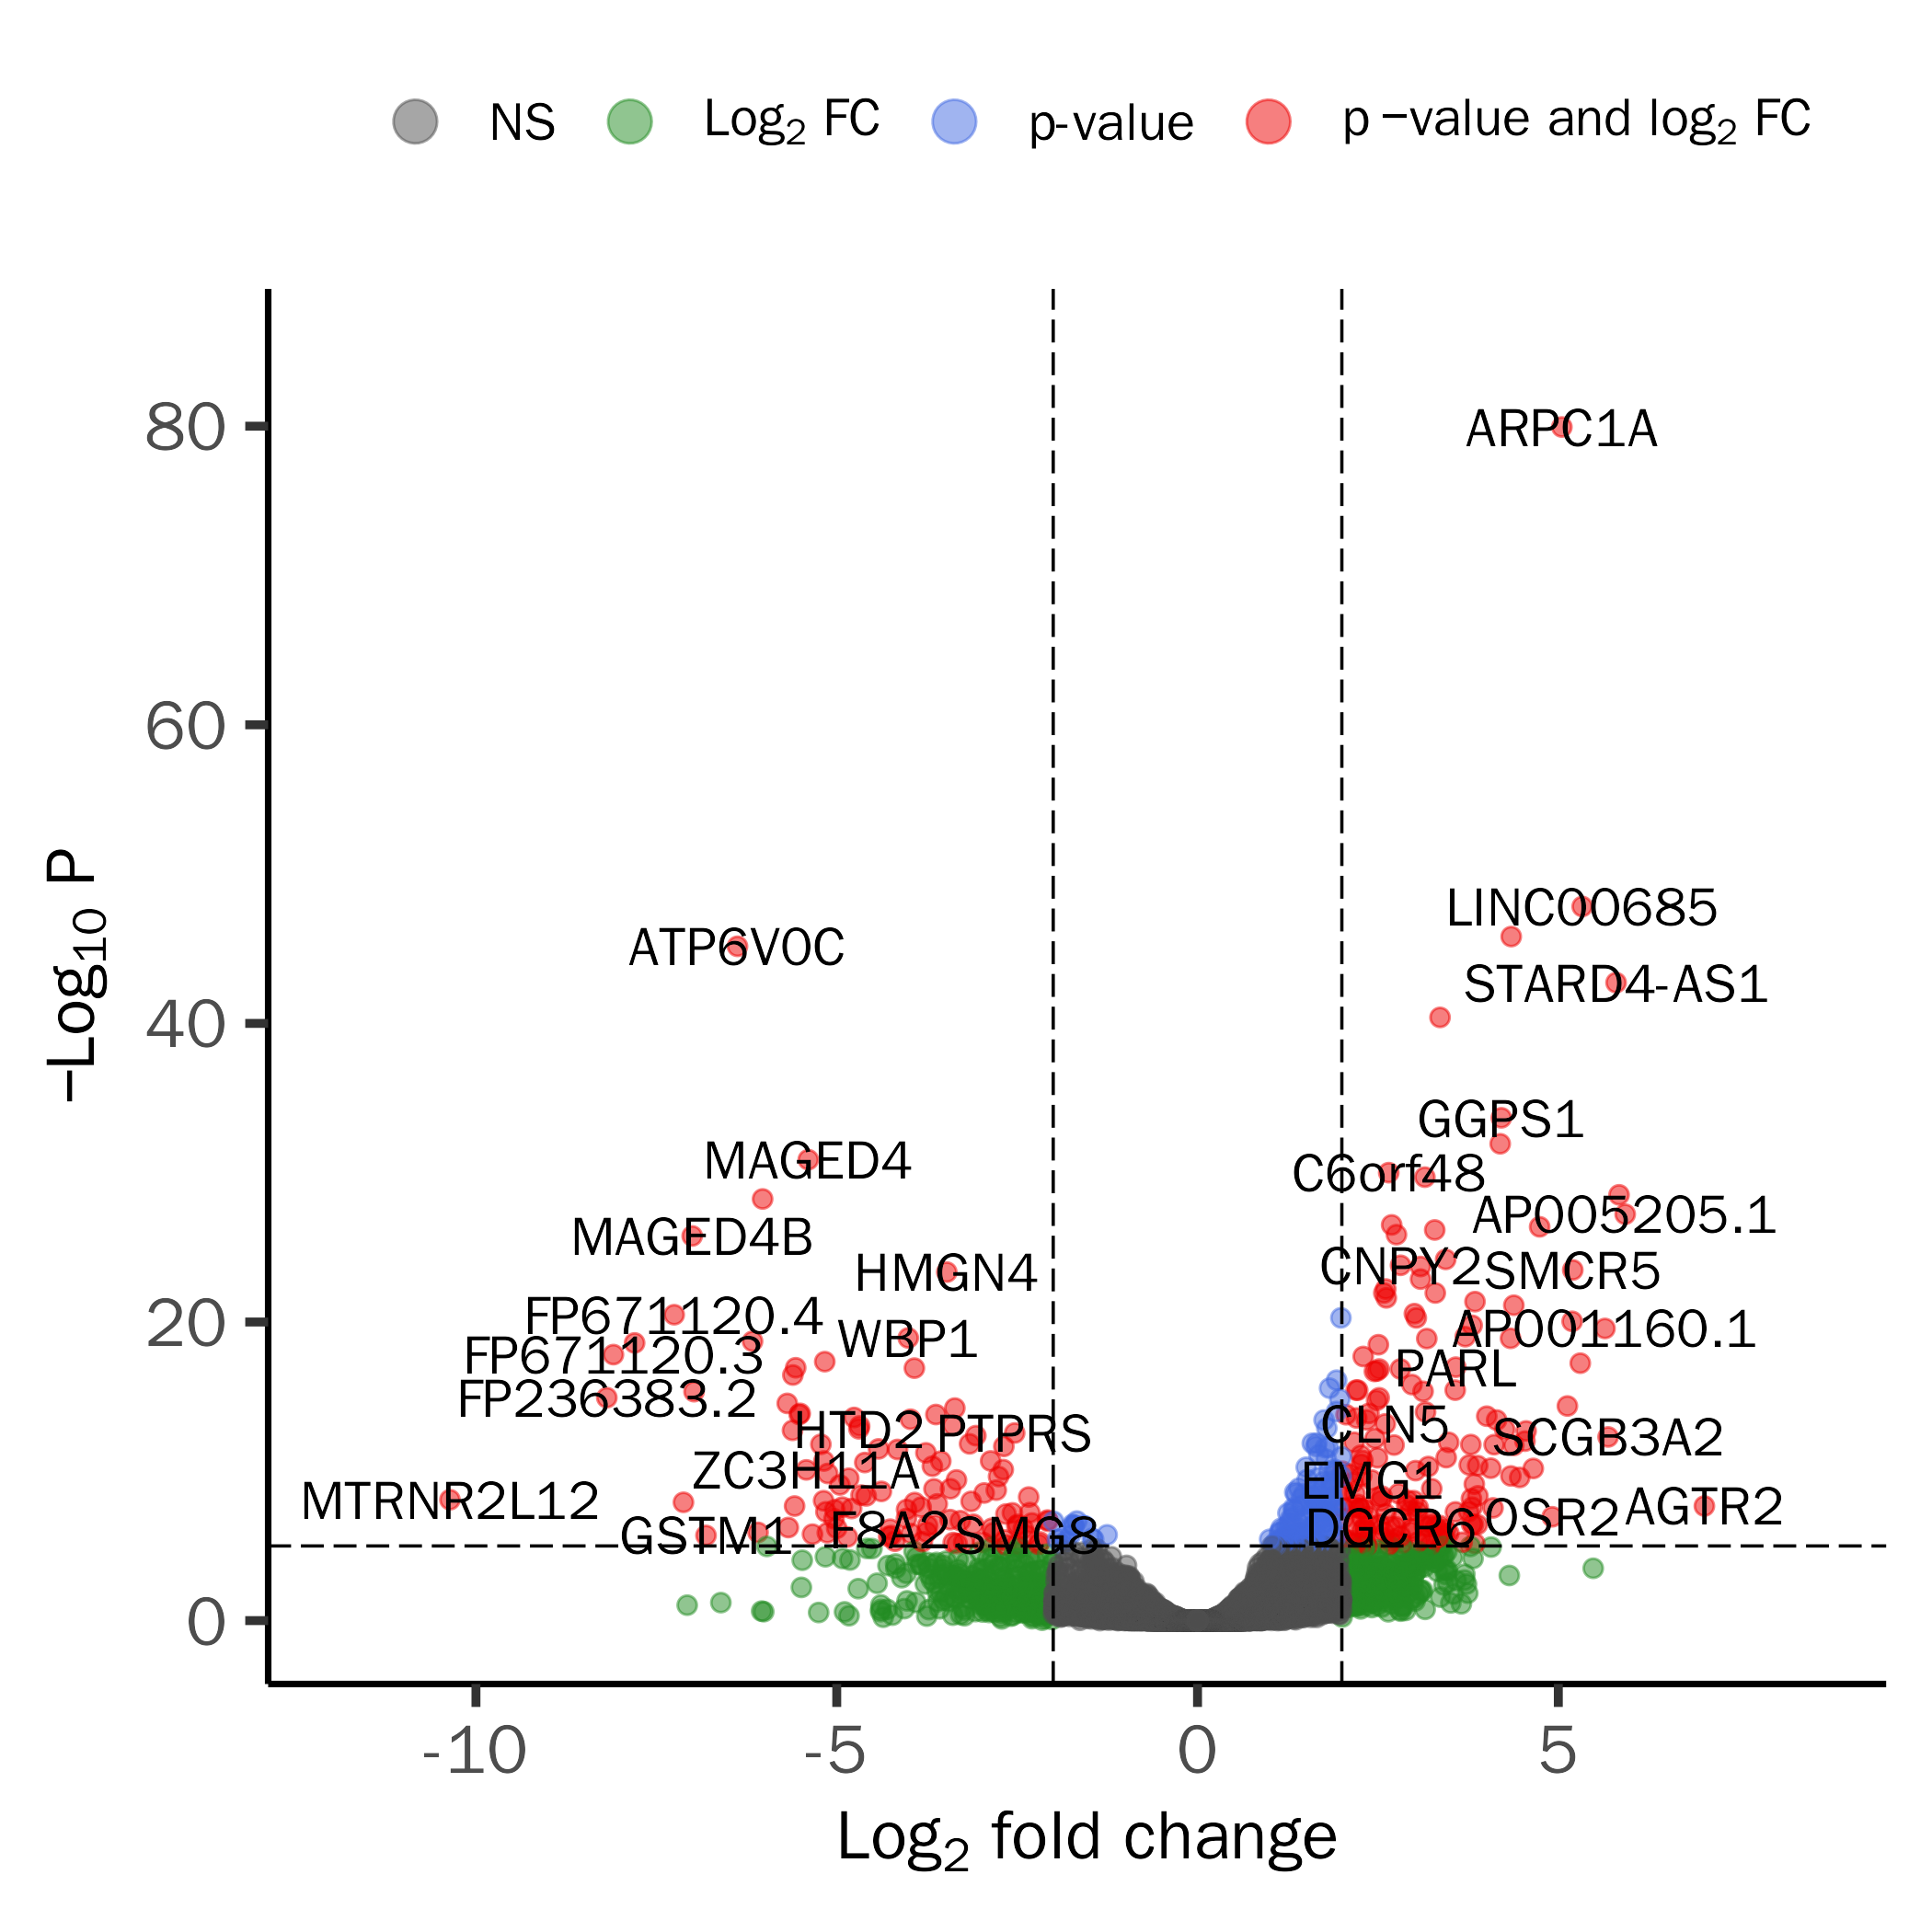 NS Log2 FC p-value p −value and log2 FC
80
60
40
20
0
−Log10 P
ARPC1A
LINC00685
ATP6V0C
STARD4-AS1
GGPS1
MAGED4
C6orf48
AP005205.1
MAGED4B
HMGN4
CNPY2
SMCR5
FP671120.4
WBP1
AP001160.1
FP671120.3
PARL
FP236383.2
HTD2
PTPRS
CLN5
SCGB3A2
ZC3H11A
EMG1
MTRNR2L12
GSTM1
F8A2
SMG8
DGCR6
OSR2
AGTR2
-10 -5 0 5
Log2 fold change